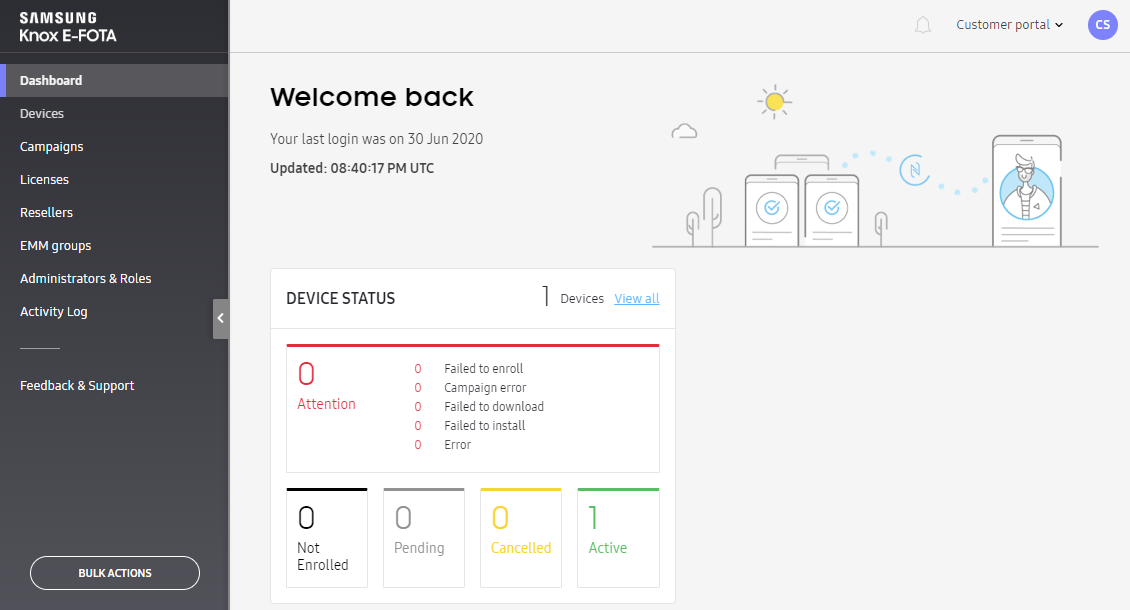 SAMSUNG
Knox E-FOTA
Customer portal
CS
Dashboard
Devices
Campaigns
Licenses
Resellers
EMM groups
Administrators & Roles
Activity Log
Feedback & Support
BULK ACTIONS
Welcome back
Your last login was on 30 Jun 2020
Updated: 08:40:17 PM UTC
N
DEVICE STATUS
1 Devices View all
0
Attention
0 Failed to enroll
0 Campaign error
0 Failed to download
0 Failed to install
0 Error
0
Not
Enrolled
0
Pending
0
Cancelled
1
Active